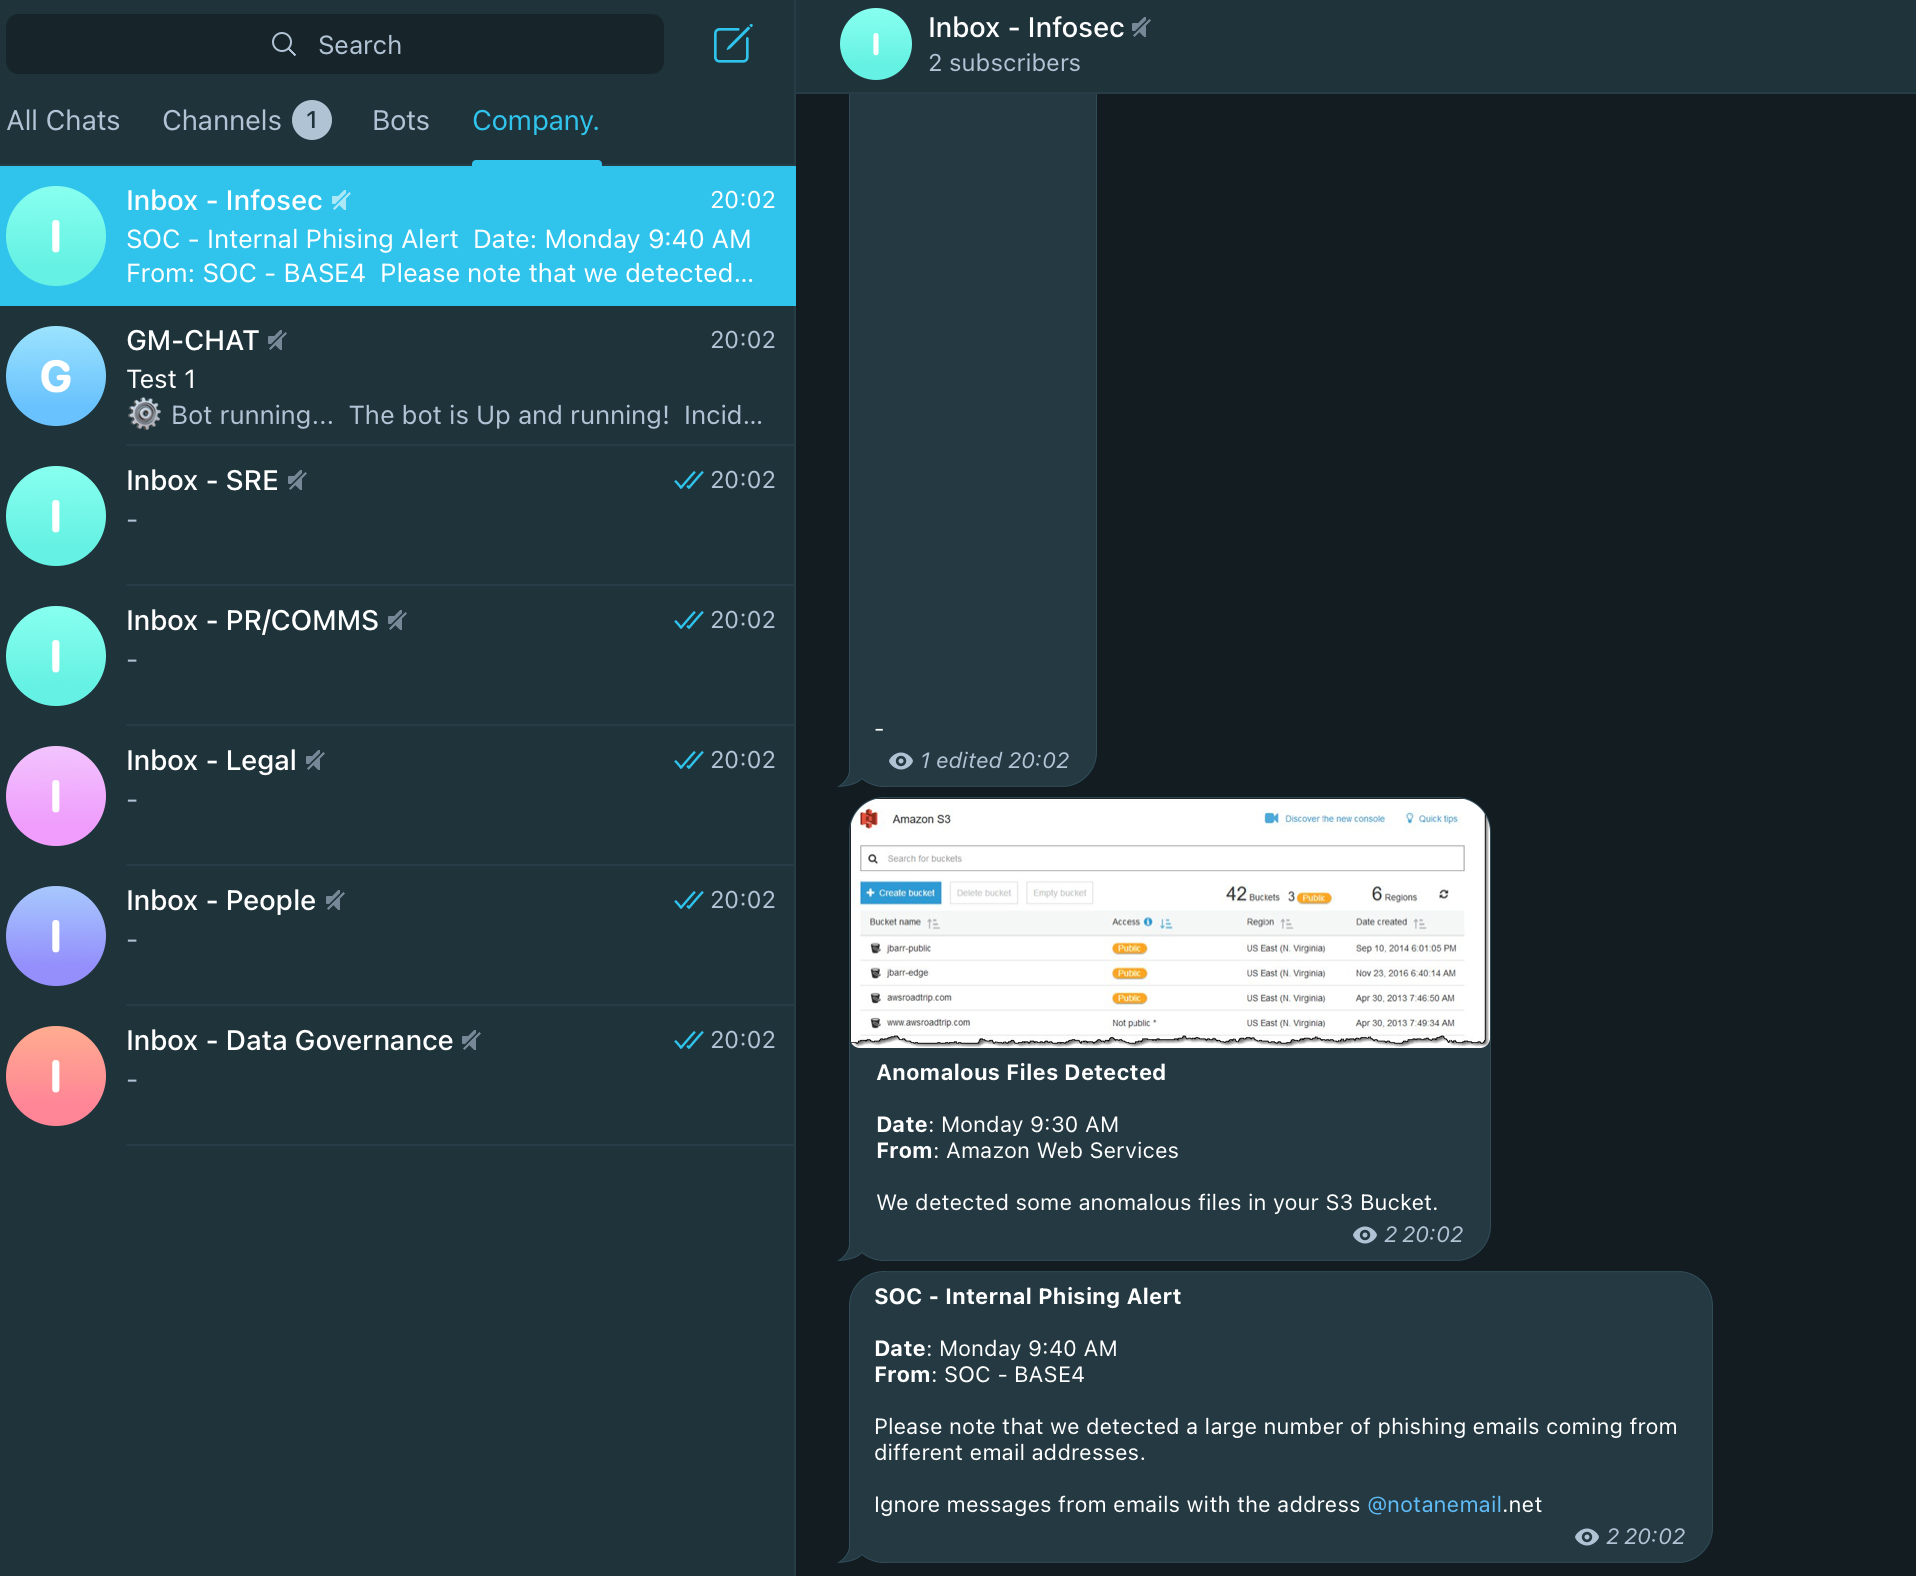 Search
All Chats
Channels 1
Bots
Company.
I
Inbox - Infosec
20:02
SOC - Internal Phising Alert  Date: Monday 9:40 AM
From: SOC - BASE4  Please note that we detected...
G
GM-CHAT
20:02
Test 1
Bot running...  The bot is Up and running!  Incid...
I
Inbox - SRE
20:02
-
I
Inbox - PR/COMMS
20:02
-
I
Inbox - Legal
20:02
-
I
Inbox - People
20:02
-
I
Inbox - Data Governance
20:02
-
I
Inbox - Infosec
2 subscribers
-
1 edited 20:02
Amazon S3
Discover the new console
Quick tips
Search for buckets
+ Create bucket
Delete bucket
Empty bucket
42 Buckets 3 Public
6 Regions
Bucket name
Access
Region
Date created
jbarr-public Public US East (N. Virginia) Sep 10, 2014 6:01:05 PM
jbarr-edge Public US East (N. Virginia) Nov 23, 2016 6:40:14 AM
awsroadtrip.com Public US East (N. Virginia) Apr 30, 2013 7:46:50 AM
www.awsroadtrip.com Not public * US East (N. Virginia) Apr 30, 2013 7:49:34 AM
Anomalous Files Detected
Date: Monday 9:30 AM
From: Amazon Web Services
We detected some anomalous files in your S3 Bucket.
2 20:02
SOC - Internal Phising Alert
Date: Monday 9:40 AM
From: SOC - BASE4
Please note that we detected a large number of phishing emails coming from
different email addresses.
Ignore messages from emails with the address @notanemail.net
2 20:02